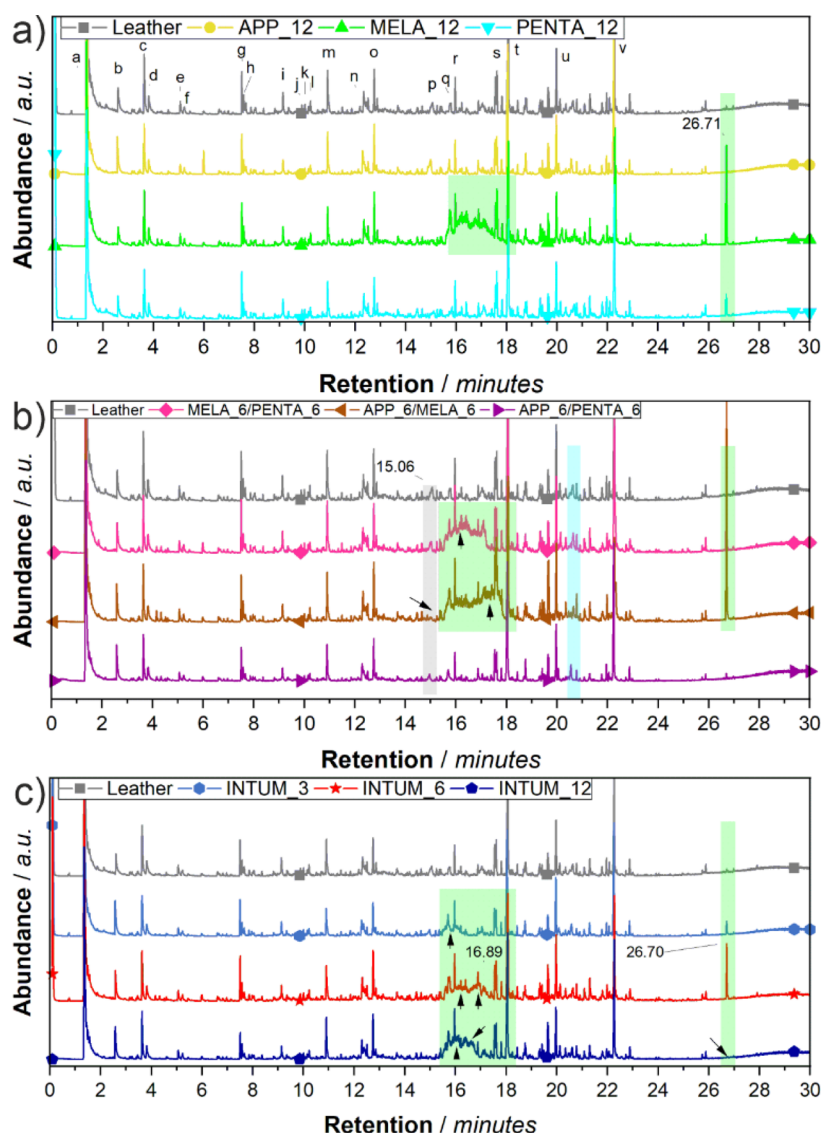 a)
Leather APP_12 MELA_12 PENTA_12
a b c d e f g h i j k l m n o p q r s t u v
26.71
Abundance / a.u.
0 2 4 6 8 10 12 14 16 18 20 22 24 26 28 30
Retention / minutes
b)
Leather MELA_6/PENTA_6 APP_6/MELA_6 APP_6/PENTA_6
15.06
Abundance / a.u.
0 2 4 6 8 10 12 14 16 18 20 22 24 26 28 30
Retention / minutes
c)
Leather INTUM_3 INTUM_6 INTUM_12
16.89
26.70
Abundance / a.u.
0 2 4 6 8 10 12 14 16 18 20 22 24 26 28 30
Retention / minutes